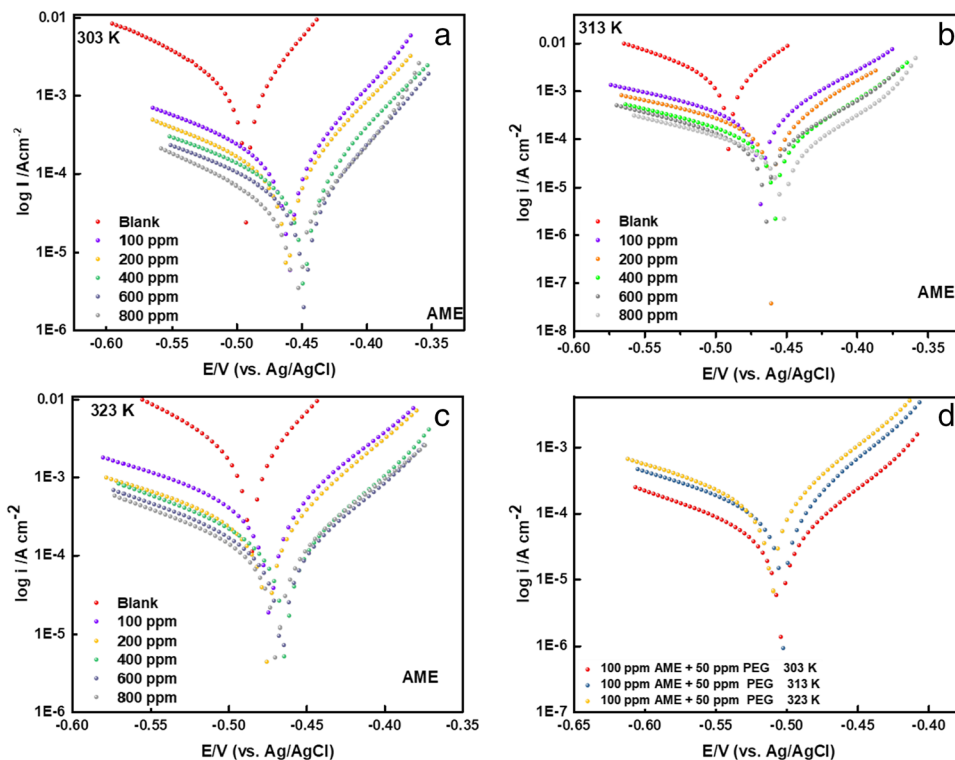 303 K
a
0.01
1E-3
1E-4
1E-5
1E-6
log I /Acm⁻²
Blank
100 ppm
200 ppm
400 ppm
600 ppm
800 ppm
AME
-0.60
-0.55
-0.50
-0.45
-0.40
-0.35
E/V (vs. Ag/AgCl)
313 K
b
0.01
1E-3
1E-4
1E-5
1E-6
1E-7
1E-8
log i /A cm⁻²
Blank
100 ppm
200 ppm
400 ppm
600 ppm
800 ppm
AME
-0.60
-0.55
-0.50
-0.45
-0.40
-0.35
E/V (vs. Ag/AgCl)
323 K
c
0.01
1E-3
1E-4
1E-5
1E-6
log i /A cm⁻²
Blank
100 ppm
200 ppm
400 ppm
600 ppm
800 ppm
AME
-0.60
-0.55
-0.50
-0.45
-0.40
-0.35
E/V (vs. Ag/AgCl)
d
1E-3
1E-4
1E-5
1E-6
1E-7
log i /A cm⁻²
100 ppm AME + 50 ppm PEG 303 K
100 ppm AME + 50 ppm PEG 313 K
100 ppm AME + 50 ppm PEG 323 K
-0.65
-0.60
-0.55
-0.50
-0.45
-0.40
E/V (vs. Ag/AgCl)